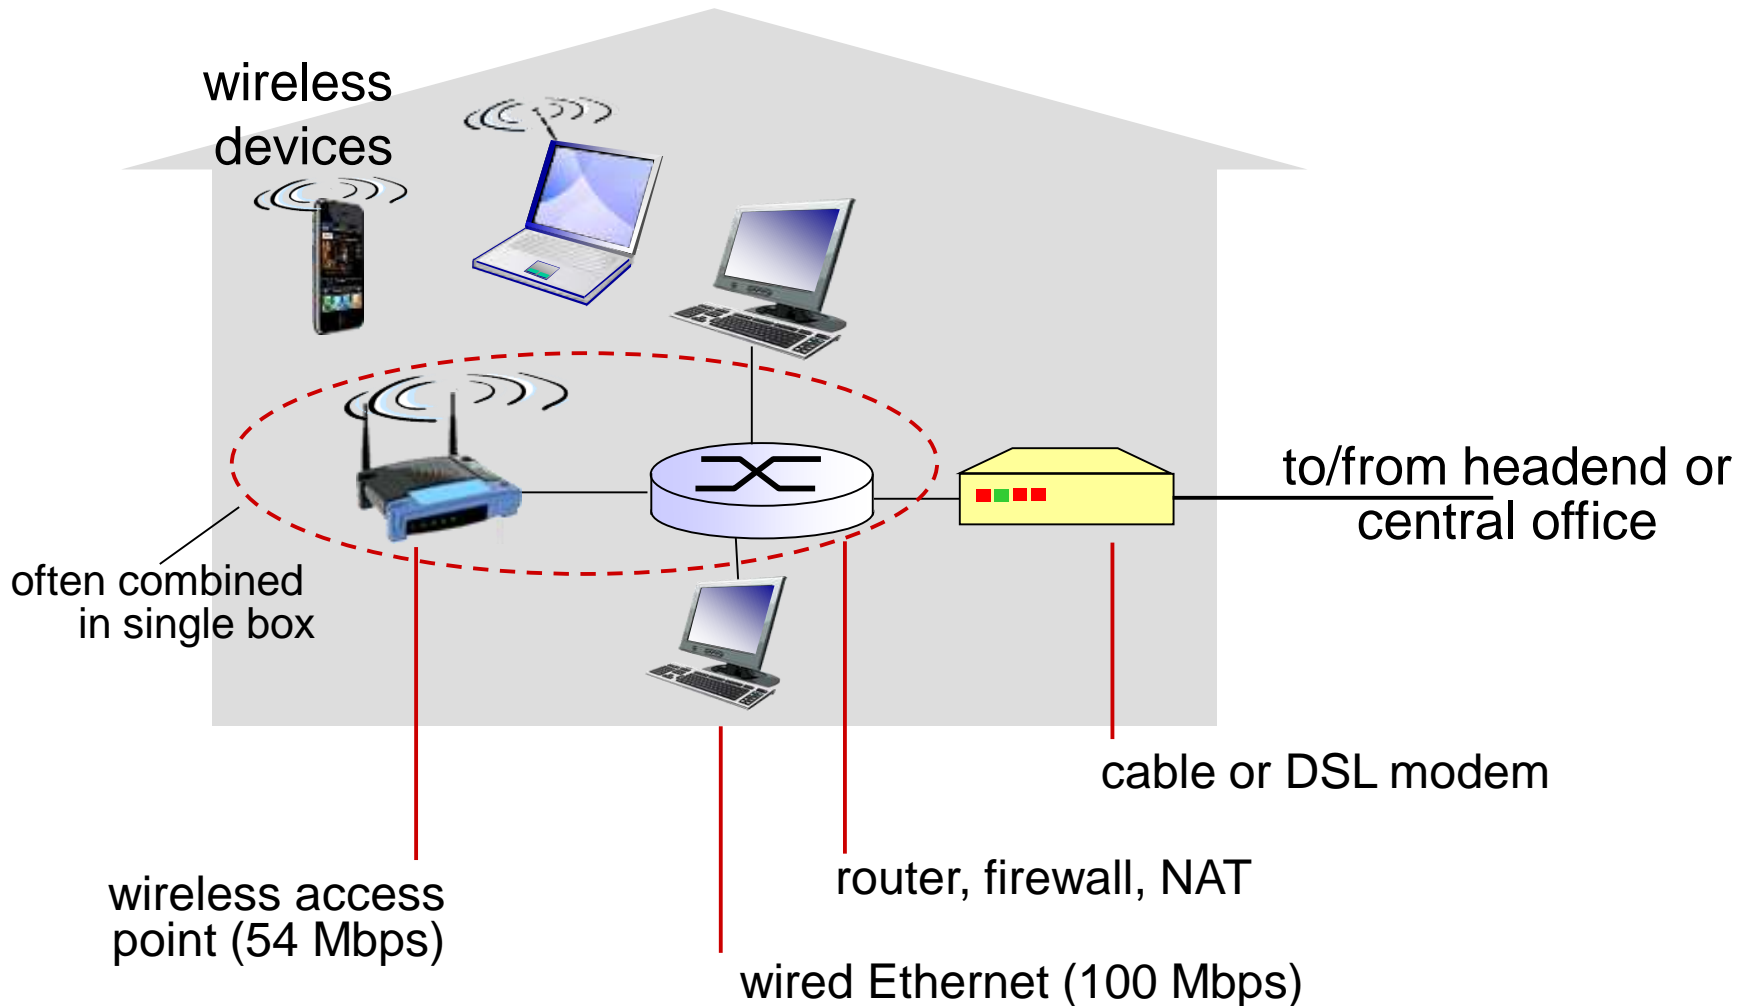 wireless
devices
to/from headend or
central office
often combined
in single box
cable or DSL modem
router, firewall, NAT
wireless access
point (54 Mbps)
wired Ethernet (100 Mbps)